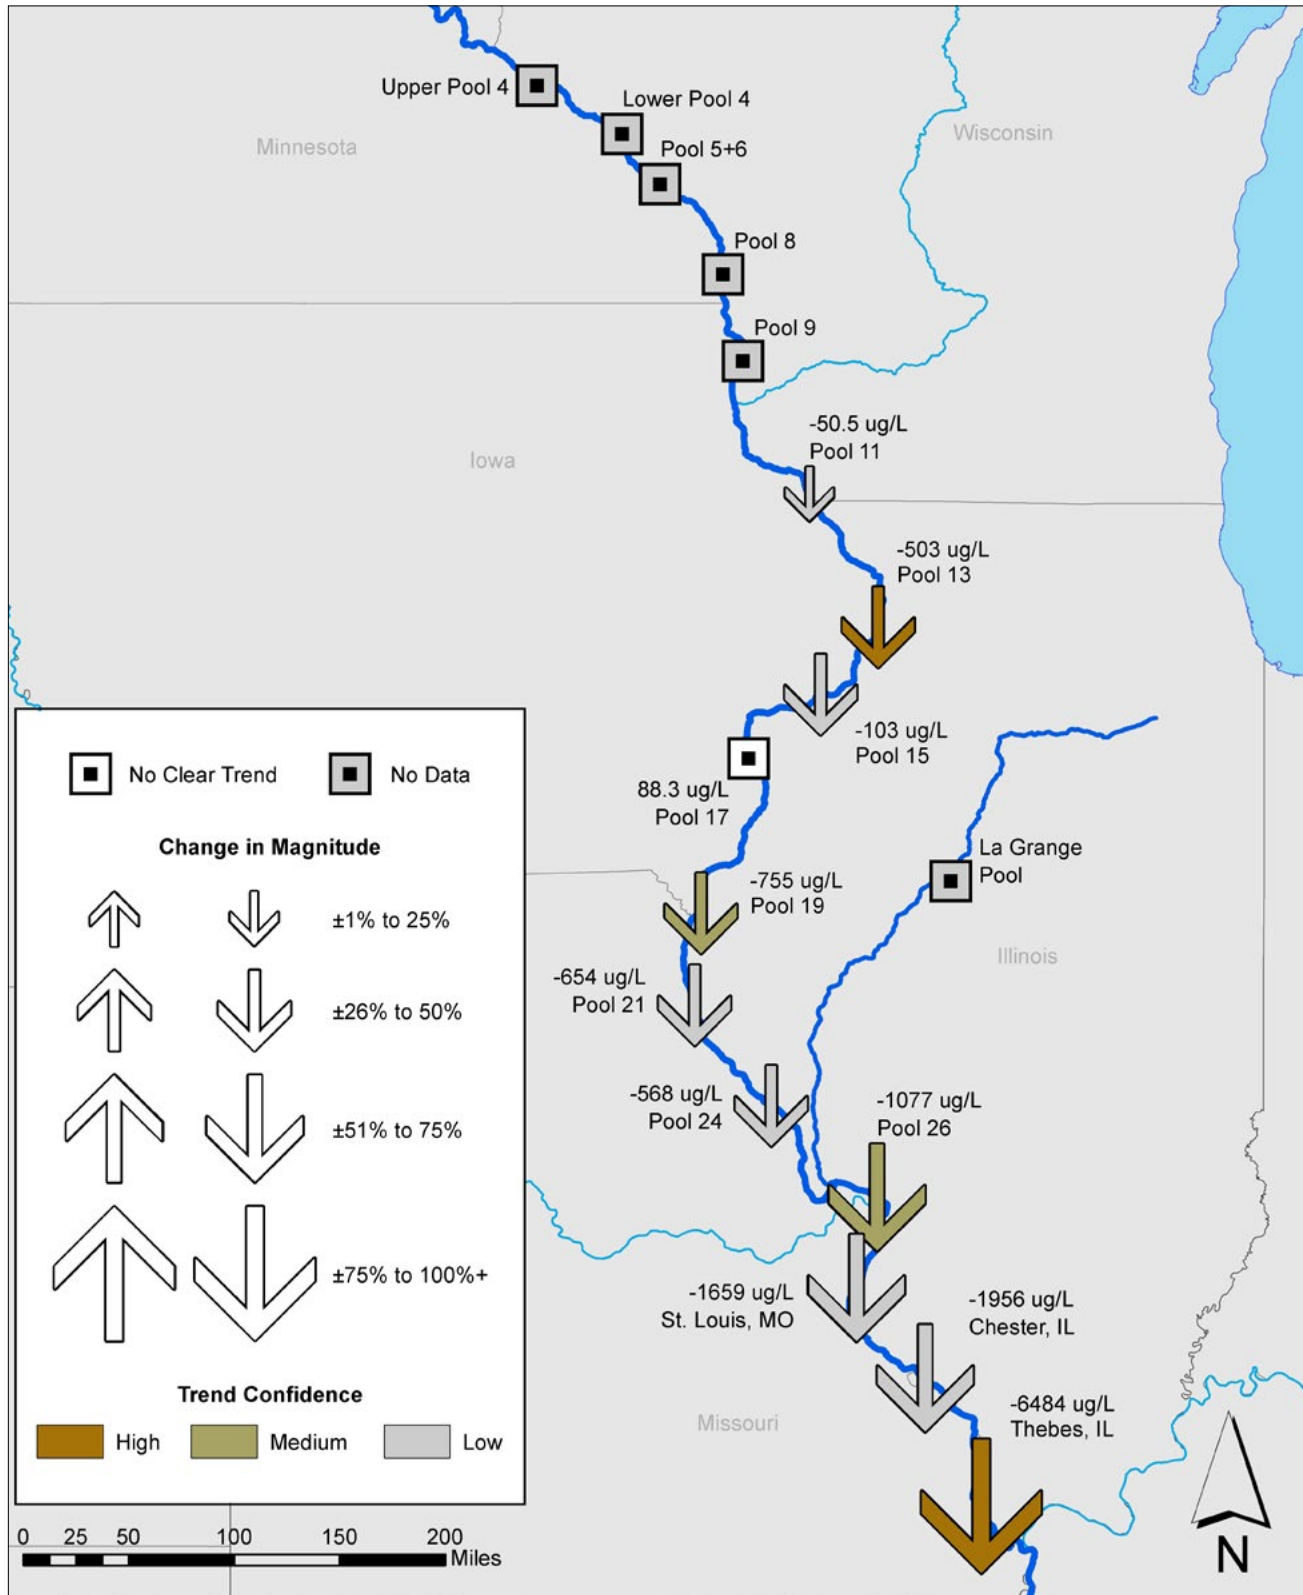 Upper Pool 4
Lower Pool 4
Minnesota
Wisconsin
Pool 5+6
Pool 8
Pool 9
-50.5 ug/L
Pool 11
Iowa
-503 ug/L
Pool 13
-103 ug/L
Pool 15
88.3 ug/L
Pool 17
La Grange
Pool
-755 ug/L
Pool 19
Illinois
-654 ug/L
Pool 21
-568 ug/L
Pool 24
-1077 ug/L
Pool 26
-1659 ug/L
St. Louis, MO
-1956 ug/L
Chester, IL
-6484 ug/L
Thebes, IL
Missouri
No Clear Trend
No Data
Change in Magnitude
±1% to 25%
±26% to 50%
±51% to 75%
±75% to 100%+
Trend Confidence
High
Medium
Low
0 25 50 100 150 200
Miles
N